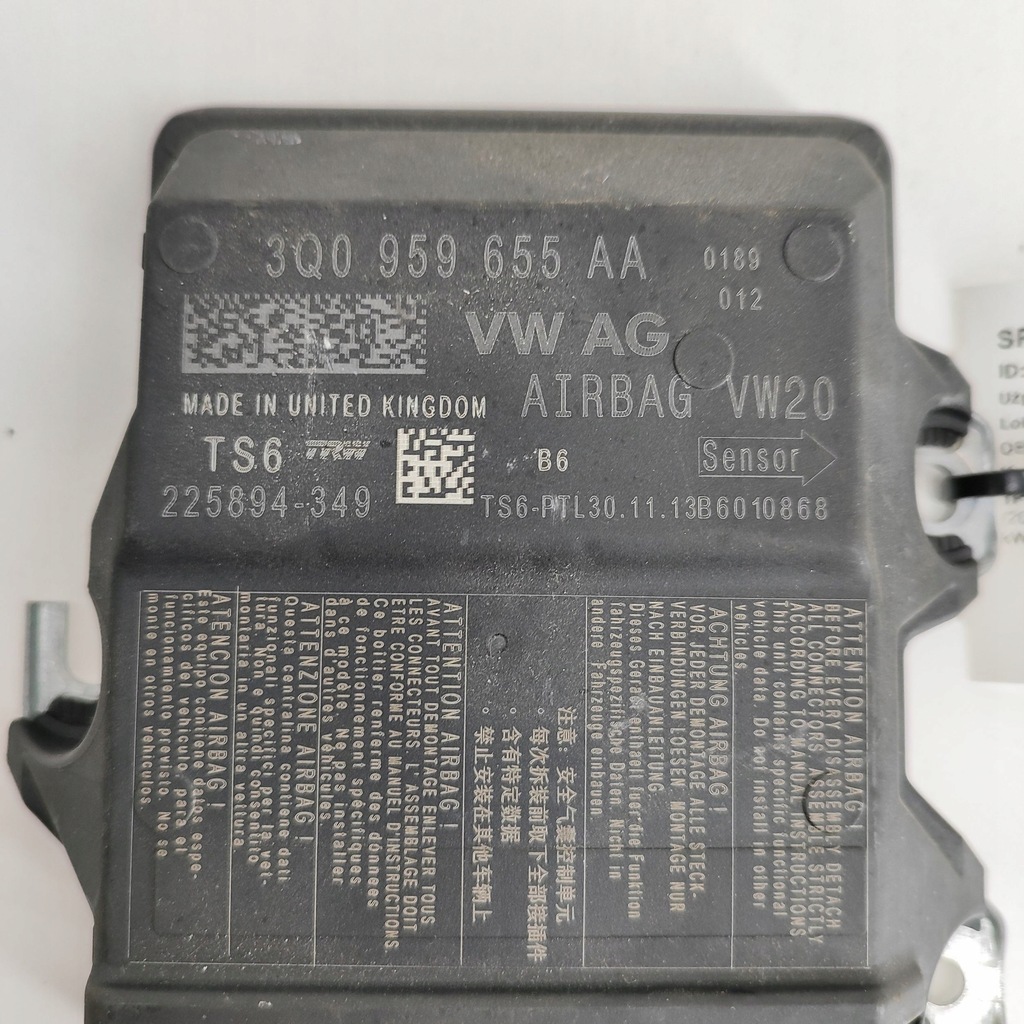 3Q0 959 655 AA
0189
012
VW AG
AIRBAG VW20
MADE IN UNITED KINGDOM
TS6 TRW
B6
Sensor
225894-349
TS6-PTL30.11.13B6010868
ATTENTION AIRBAG!
BEFORE EVERY DISASSEMBLY DETACH
ALL CONNECTORS. ASSEMBLE STRICTLY
ACCORDING TO MANUAL INSTRUCTIONS.
This unit contains specific functional
vehicle data. Do not install in other
vehicles.
ACHTUNG AIRBAG!
VOR JEDER DEMONTAGE ALLE STECK-
VERBINDUNGEN LOESEN. MONTAGE NUR
NACH EINBAUANLEITUNG
Dieses Geraet enthaelt fuer die Funktion
fahrzeugspezifische Daten. Nicht in
andere Fahrzeuge einbauen.
注意: 安全气囊控制单元
。每次拆装前取下全部接插件
。含有特定数据
禁止安装在其他车辆上
ATTENTION AIRBAG!
AVANT TOUT DEMONTAGE ENLEVER TOUS
LES CONNECTEURS. L'ASSEMBLAGE DOIT
ETRE CONFORME AU MANUEL D'INSTRUCTIONS.
Ce boîtier renferme des données
de fonctionnement spécifiques
à ce modèle. Ne pas installer
dans d'autres véhicules.
ATTENZIONE AIRBAG!
Questa centralina contiene dati
funzionali specifici per la vet-
tura. Non e quindi consentito
montarla in un altra vettura.
ATENCION AIRBAG!
Este equipo contiene datos espe-
cificos del vehiculo para el
funcionamiento. No se
monte en otros vehiculos.
SP
ID: